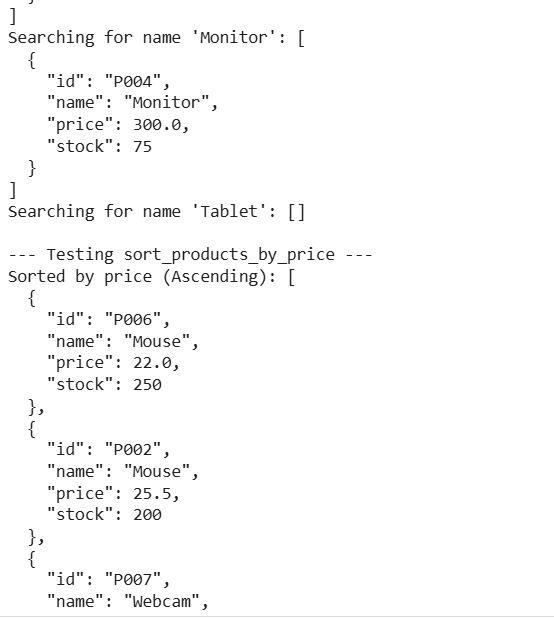 ]
Searching for name 'Monitor': [
  {
    "id": "P004",
    "name": "Monitor",
    "price": 300.0,
    "stock": 75
  }
]
Searching for name 'Tablet': []

--- Testing sort_products_by_price ---
Sorted by price (Ascending): [
  {
    "id": "P006",
    "name": "Mouse",
    "price": 22.0,
    "stock": 250
  },
  {
    "id": "P002",
    "name": "Mouse",
    "price": 25.5,
    "stock": 200
  },
  {
    "id": "P007",
    "name": "Webcam",